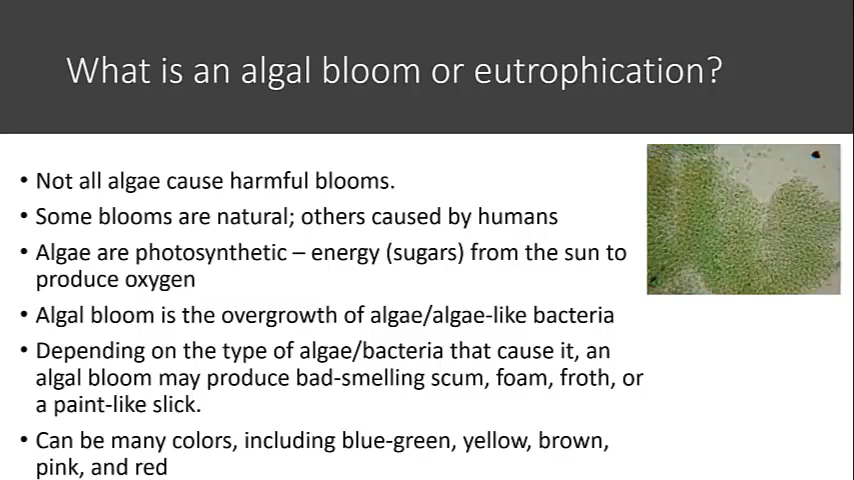 What is an algal bloom or eutrophication?
• Not all algae cause harmful blooms.
• Some blooms are natural; others caused by humans
• Algae are photosynthetic – energy (sugars) from the sun to
produce oxygen
• Algal bloom is the overgrowth of algae/algae-like bacteria
• Depending on the type of algae/bacteria that cause it, an
algal bloom may produce bad-smelling scum, foam, froth, or
a paint-like slick.
• Can be many colors, including blue-green, yellow, brown,
pink, and red